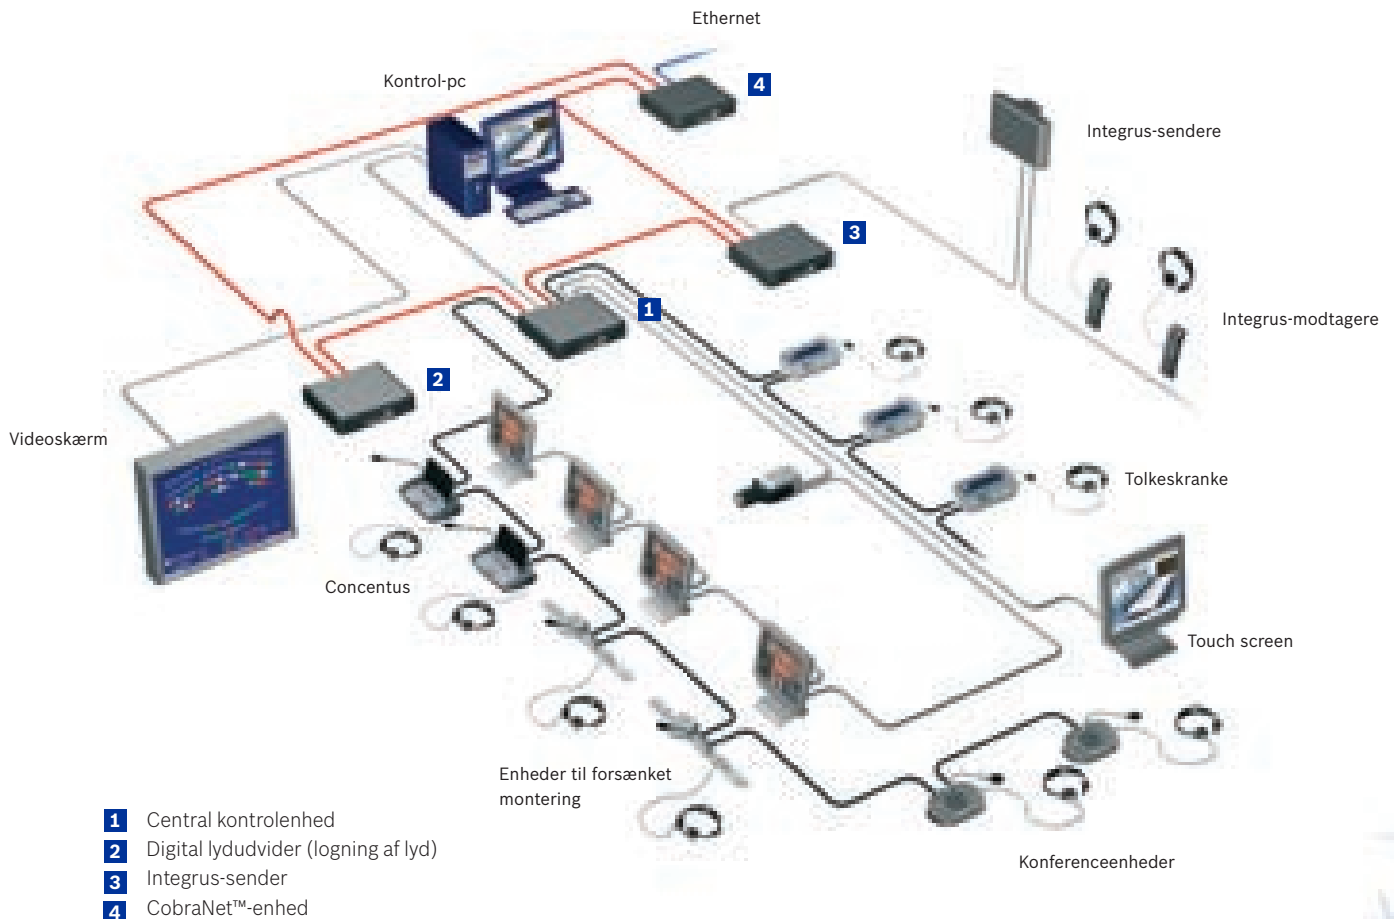 Ethernet
Kontrol-pc
4
Integrus-sendere
3
Integrus-modtagere
1
2
Videoskærm
Tolkeskranke
Concentus
Touch screen
Enheder til forsænket
montering
Konferenceenheder
1 Central kontrolenhed
2 Digital lydudvider (logning af lyd)
3 Integrus-sender
4 CobraNet™-enhed